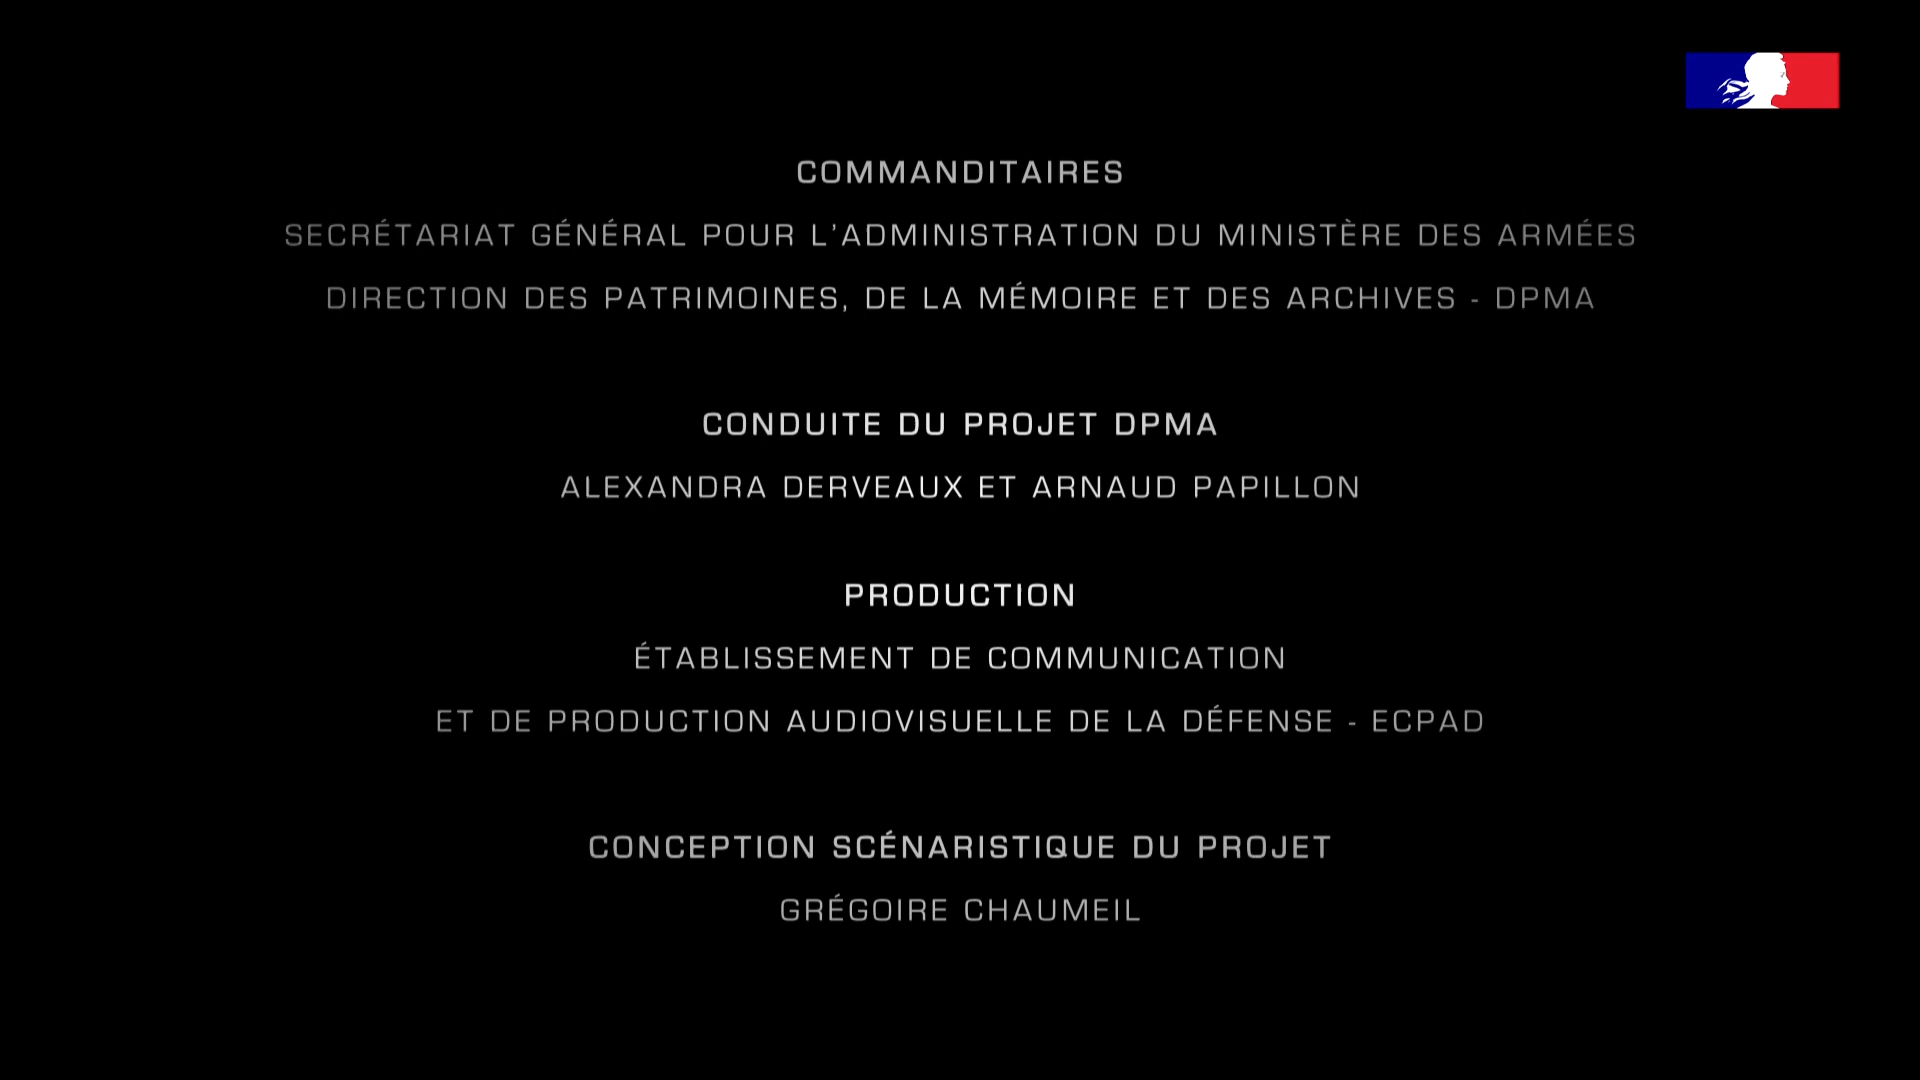 COMMANDITAIRES
SECRÉTARIAT GÉNÉRAL POUR L'ADMINISTRATION DU MINISTÈRE DES ARMÉES
DIRECTION DES PATRIMOINES, DE LA MÉMOIRE ET DES ARCHIVES - DPMA
CONDUITE DU PROJET DPMA
ALEXANDRA DERVEAUX ET ARNAUD PAPILLON
PRODUCTION
ÉTABLISSEMENT DE COMMUNICATION
ET DE PRODUCTION AUDIOVISUELLE DE LA DÉFENSE - ECPAD
CONCEPTION SCÉNARISTIQUE DU PROJET
GRÉGOIRE CHAUMEIL